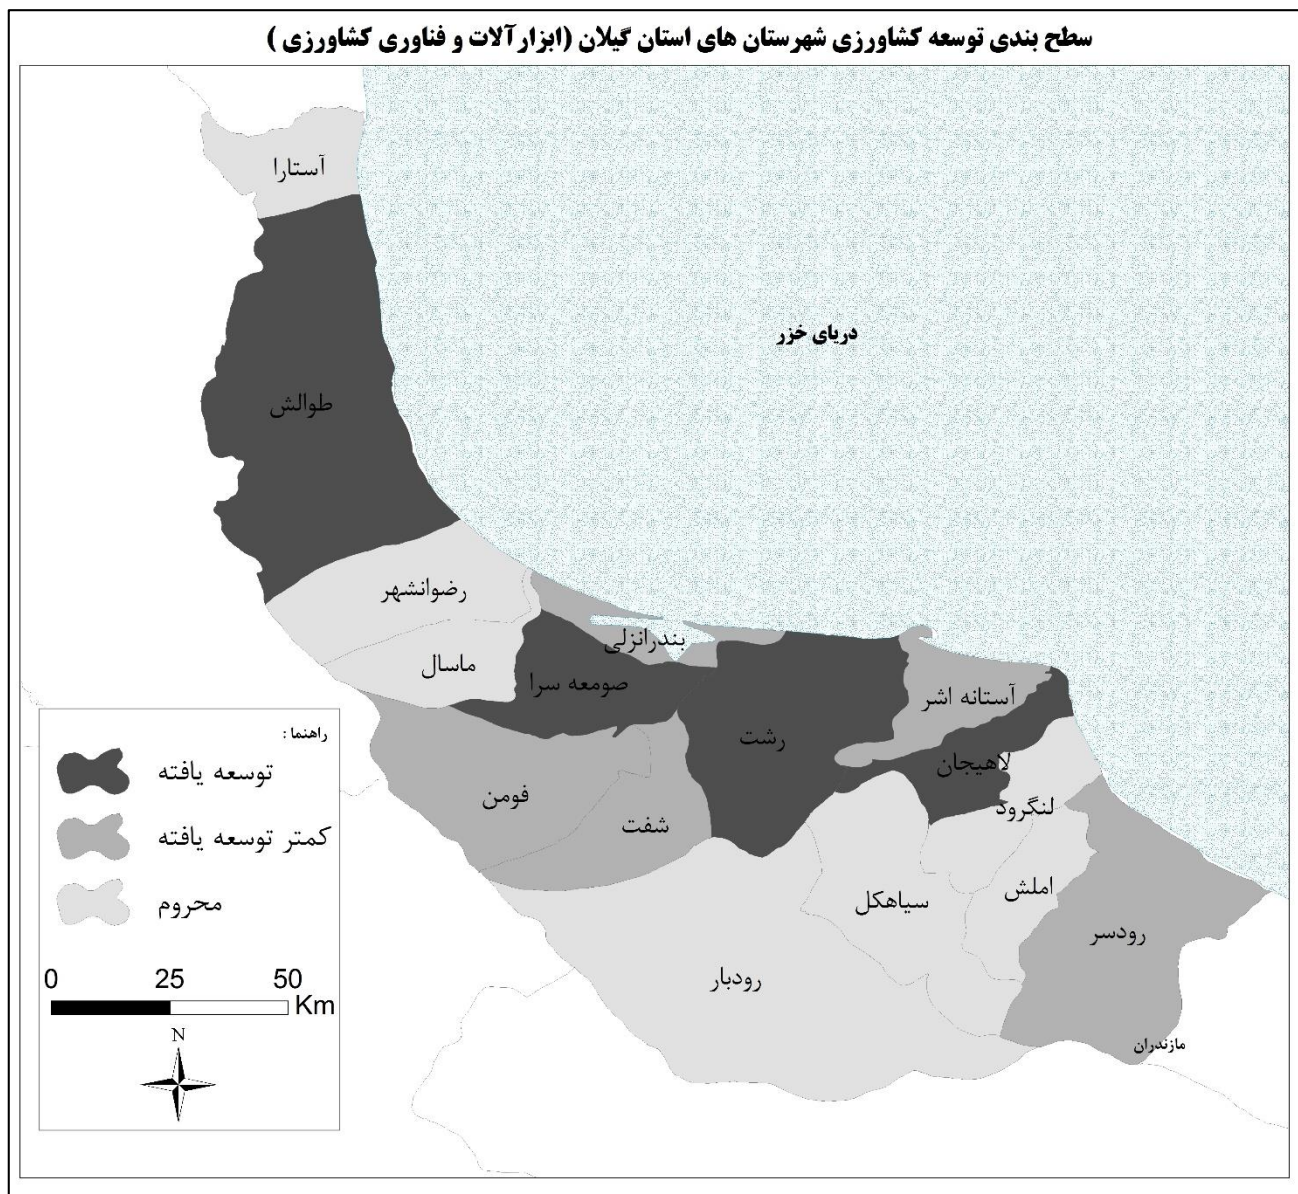 سطح بندی توسعه کشاورزی شهرستان های استان گیلان (ابزارآلات و فناوری کشاورزی )
آستارا
دریای خزر
طوالش
رضوانشهر
بندرانزلی
ماسال
صومعه سرا
آستانه اشر
رشت
لاهیجان
فومن
شفت
لنگرود
املش
سیاهکل
رودسر
رودبار
مازندران
راهنما :
توسعه یافته
کمتر توسعه یافته
محروم
0 25 50
Km
N